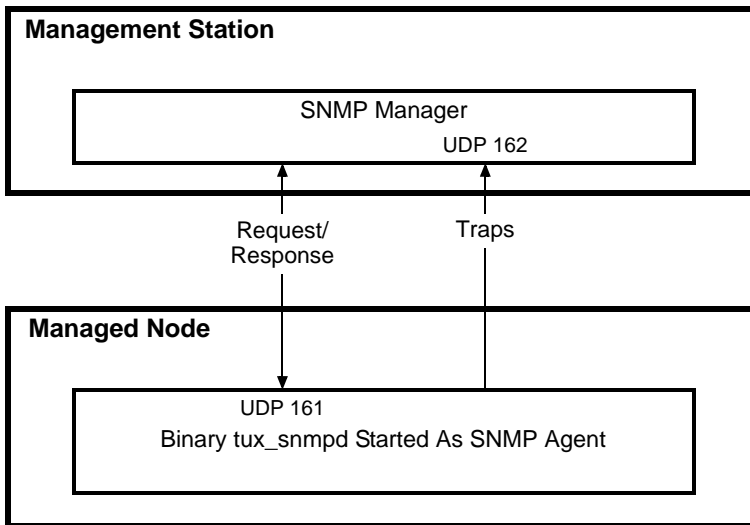 Management Station
SNMP Manager
UDP 162
Request/
Response
Traps
Managed Node
UDP 161
Binary tux_snmpd Started As SNMP Agent